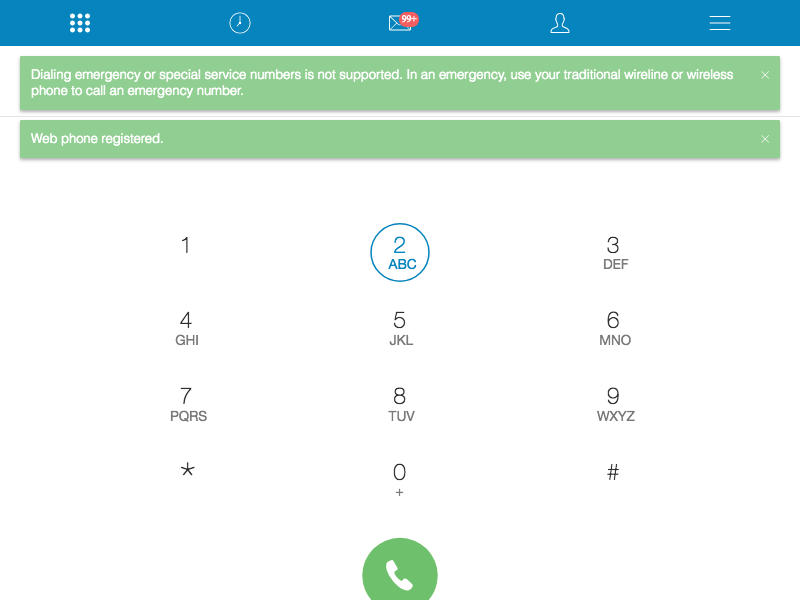 99+
Dialing emergency or special service numbers is not supported. In an emergency, use your traditional wireline or wireless
phone to call an emergency number.
Web phone registered.
1 2 3
ABC DEF
4 5 6
GHI JKL MNO
7 8 9
PQRS TUV WXYZ
* 0 #
+